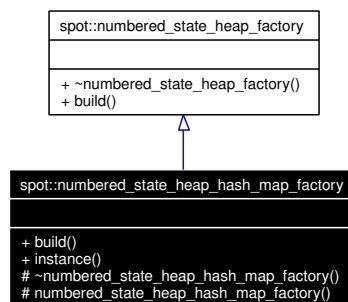 spot::numbered_state_heap_factory
+ ~numbered_state_heap_factory()
+ build()
spot::numbered_state_heap_hash_map_factory
+ build()
+ instance()
# ~numbered_state_heap_hash_map_factory()
# numbered_state_heap_hash_map_factory()